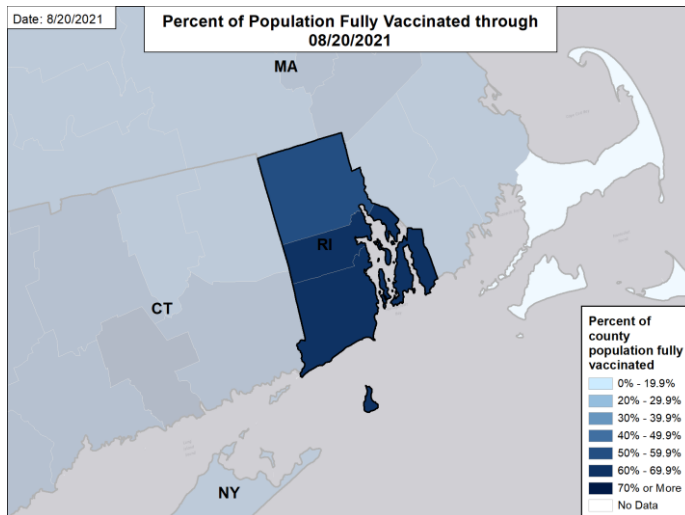 Date: 8/20/2021
Percent of Population Fully Vaccinated through
08/20/2021
MA
RI
CT
NY
Percent of
county
population fully
vaccinated
0% - 19.9%
20% - 29.9%
30% - 39.9%
40% - 49.9%
50% - 59.9%
60% - 69.9%
70% or More
No Data